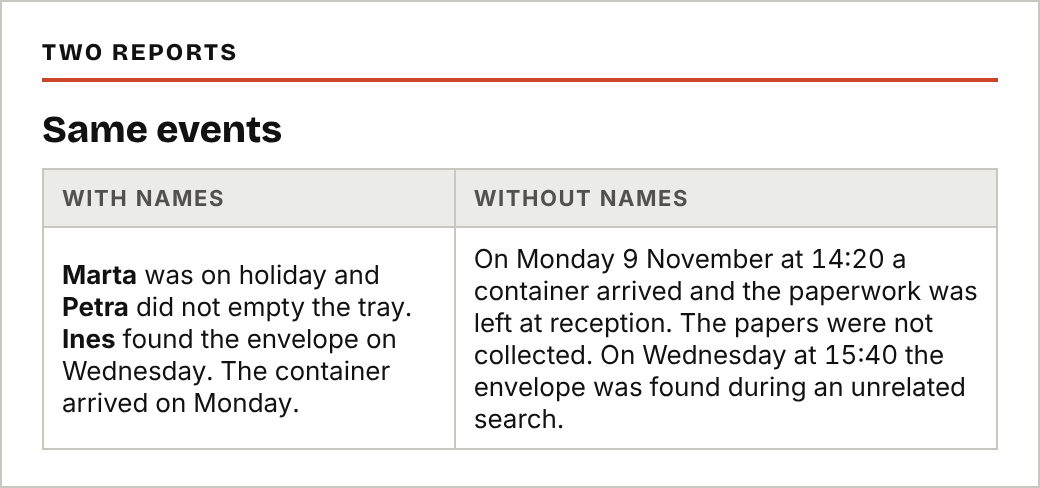 TWO REPORTS
Same events
WITH NAMES
Marta was on holiday and
Petra did not empty the tray.
Ines found the envelope on
Wednesday. The container
arrived on Monday.
WITHOUT NAMES
On Monday 9 November at 14:20 a
container arrived and the paperwork was
left at reception. The papers were not
collected. On Wednesday at 15:40 the
envelope was found during an unrelated
search.